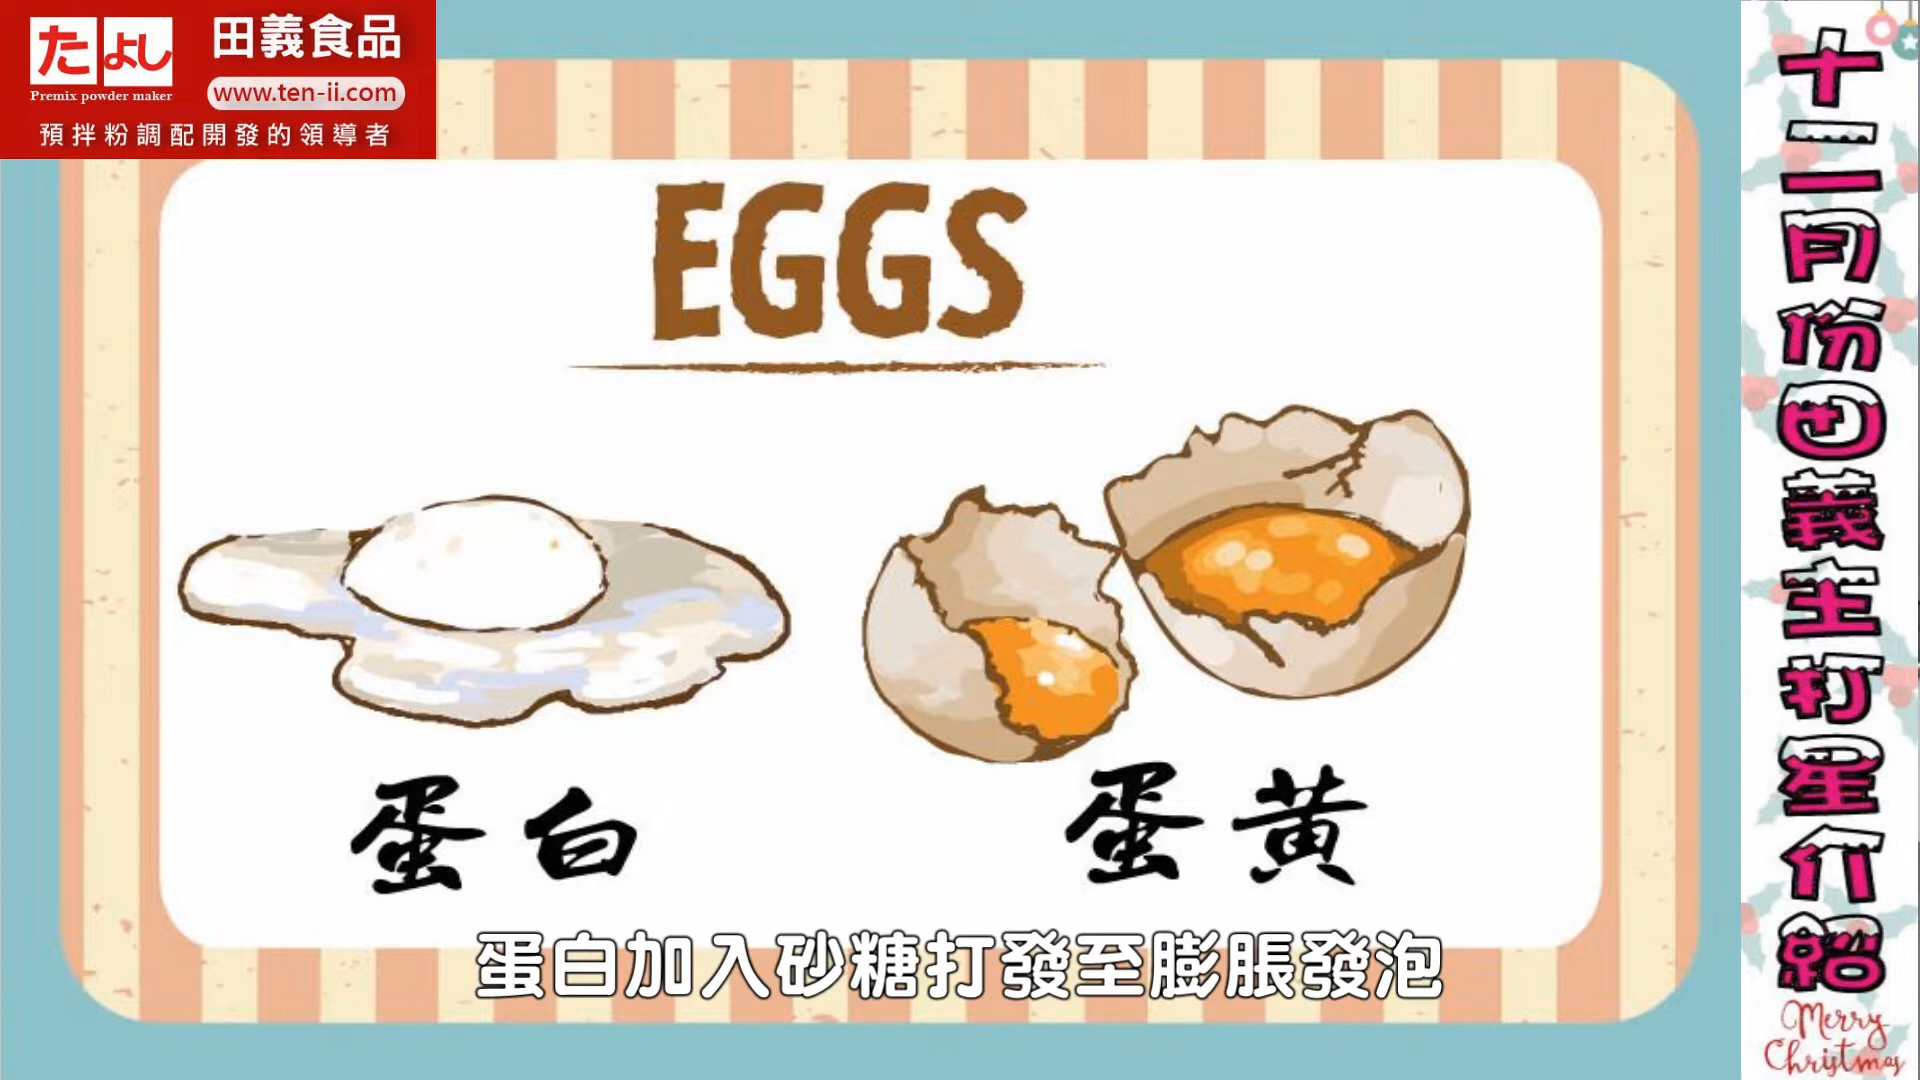 たよし
Premix powder maker
田義食品
www.ten-ii.com
預拌粉調配開發的領導者
EGGS
蛋白
蛋黃
蛋白加入砂糖打發至膨脹發泡
十二月份田義主打星介紹
Merry
Christmas